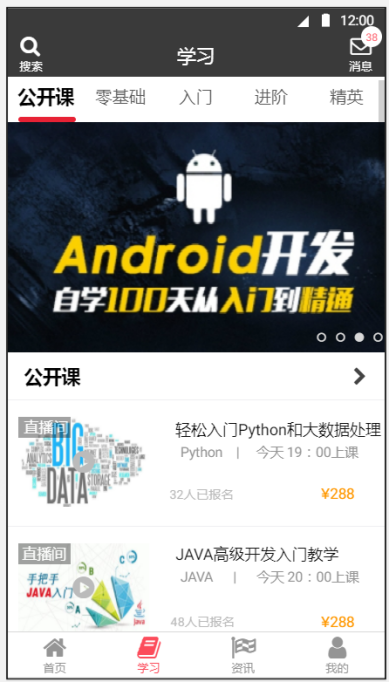 12:00
38
搜索
学习
消息
公开课
零基础
入门
进阶
精英
Android开发
自学100天从入门到精通
公开课
直播间
BIG
DATA
ANALYTICS
TECHNOLOGIES
STORAGE
轻松入门Python和大数据处理
Python | 今天 19：00上课
32人已报名
¥288
直播间
手把手
JAVA入门
A
B
C
JAVA高级开发入门教学
JAVA | 今天 20：00上课
48人已报名
¥288
首页
学习
资讯
我的